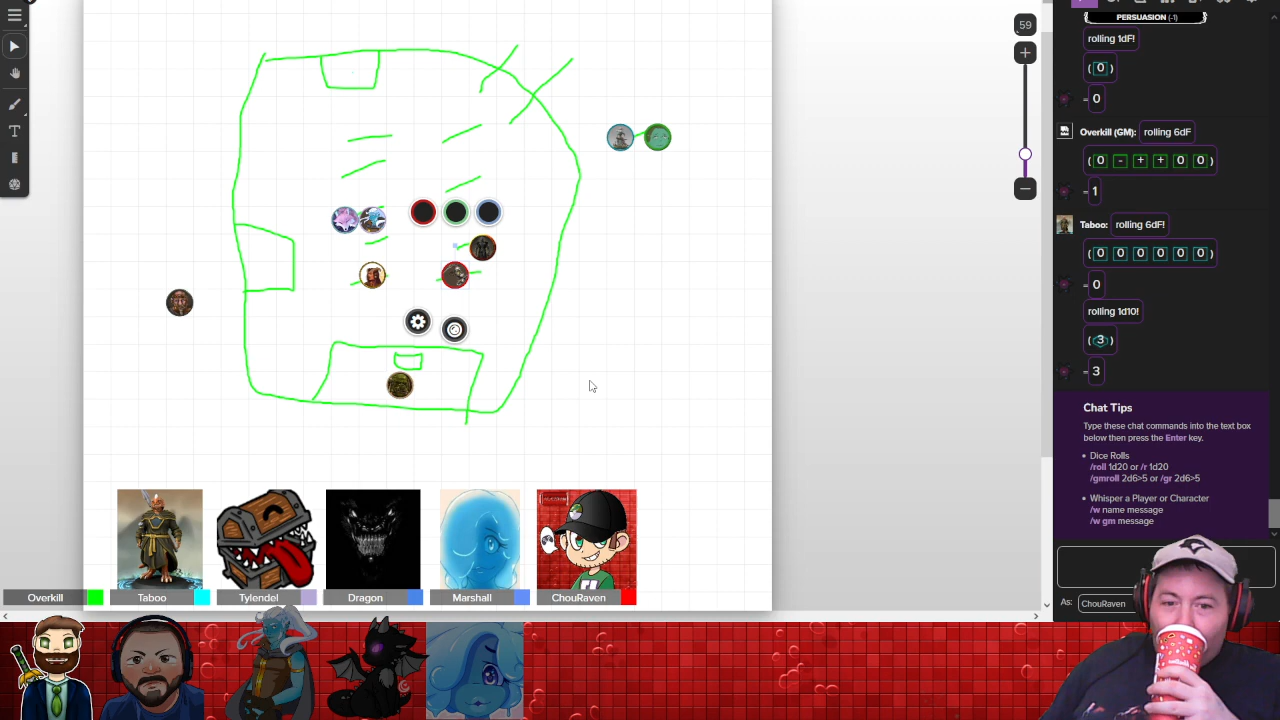 PERSUASION (-1)
rolling 1dF!
( 0 )
= 0
Overkill (GM): rolling 6dF
( 0 - + + 0 0 )
= 1
Taboo: rolling 6dF!
( 0 0 0 0 0 0 )
= 0
rolling 1d10!
( 3 )
= 3
Chat Tips
Type these chat commands into the text box
below then press the Enter key.
• Dice Rolls
/roll 1d20 or /r 1d20
/gmroll 2d6>5 or /gr 2d6>5
• Whisper a Player or Character
/w name message
/w gm message
As: ChouRaven
59
T
Overkill
Taboo
Tylendel
Dragon
Marshall
ChouRaven